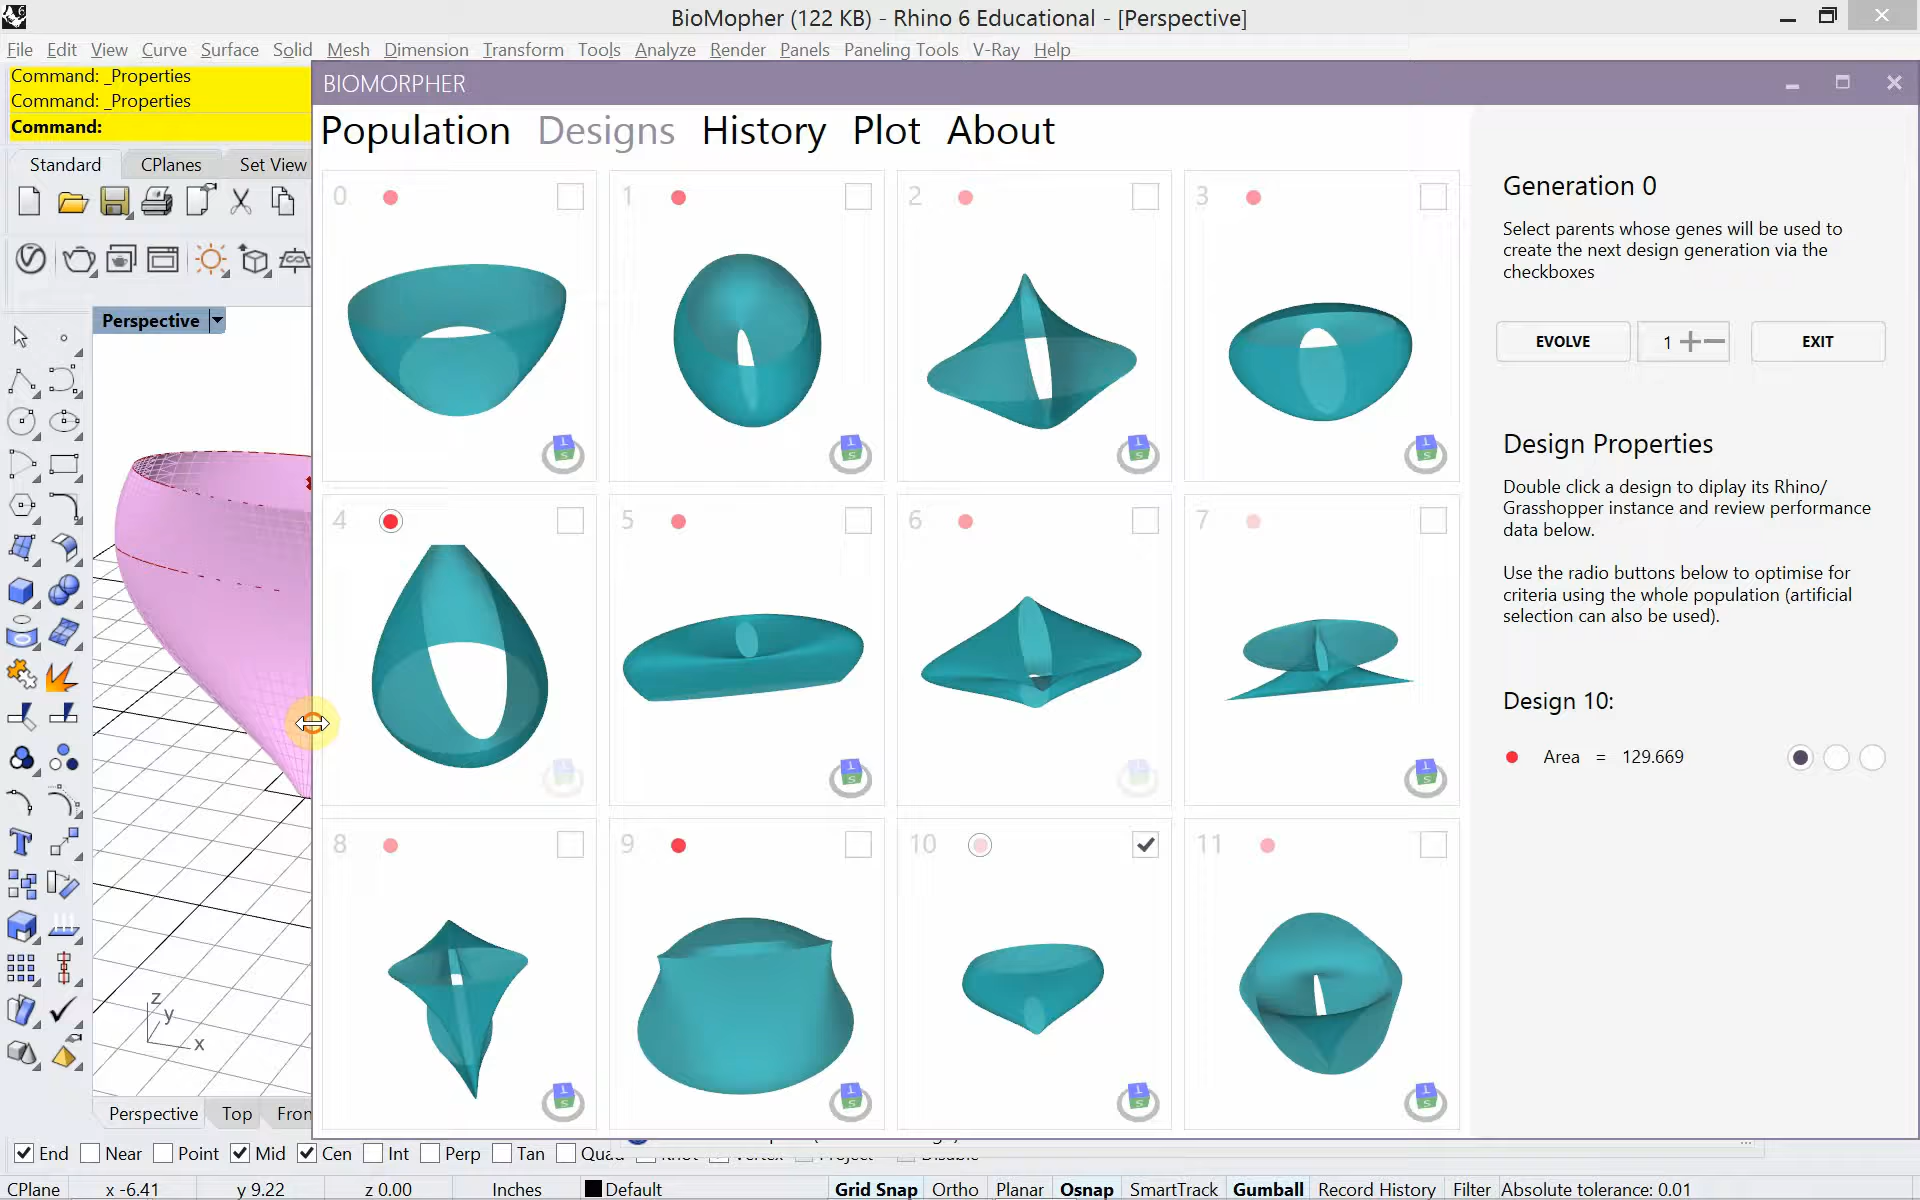 BioMopher (122 KB) - Rhino 6 Educational - [Perspective]
File Edit View Curve Surface Solid Mesh Dimension Transform Tools Analyze Render Panels Paneling Tools V-Ray Help
Command: _Properties
Command: _Properties
Command:
BIOMORPHER
Population Designs History Plot About
Standard CPlanes Set View
Perspective
0 1 2 3
4 5 6 7
8 9 10 11
Generation 0
Select parents whose genes will be used to
create the next design generation via the
checkboxes
EVOLVE 1 EXIT
Design Properties
Double click a design to diplay its Rhino/
Grasshopper instance and review performance
data below.
Use the radio buttons below to optimise for
criteria using the whole population (artificial
selection can also be used).
Design 10:
Area = 129.669
z
y
x
Perspective Top Fron
End Near Point Mid Cen Int Perp Tan Quad
CPlane x -6.41 y 9.22 z 0.00 Inches Default Grid Snap Ortho Planar Osnap SmartTrack Gumball Record History Filter Absolute tolerance: 0.01